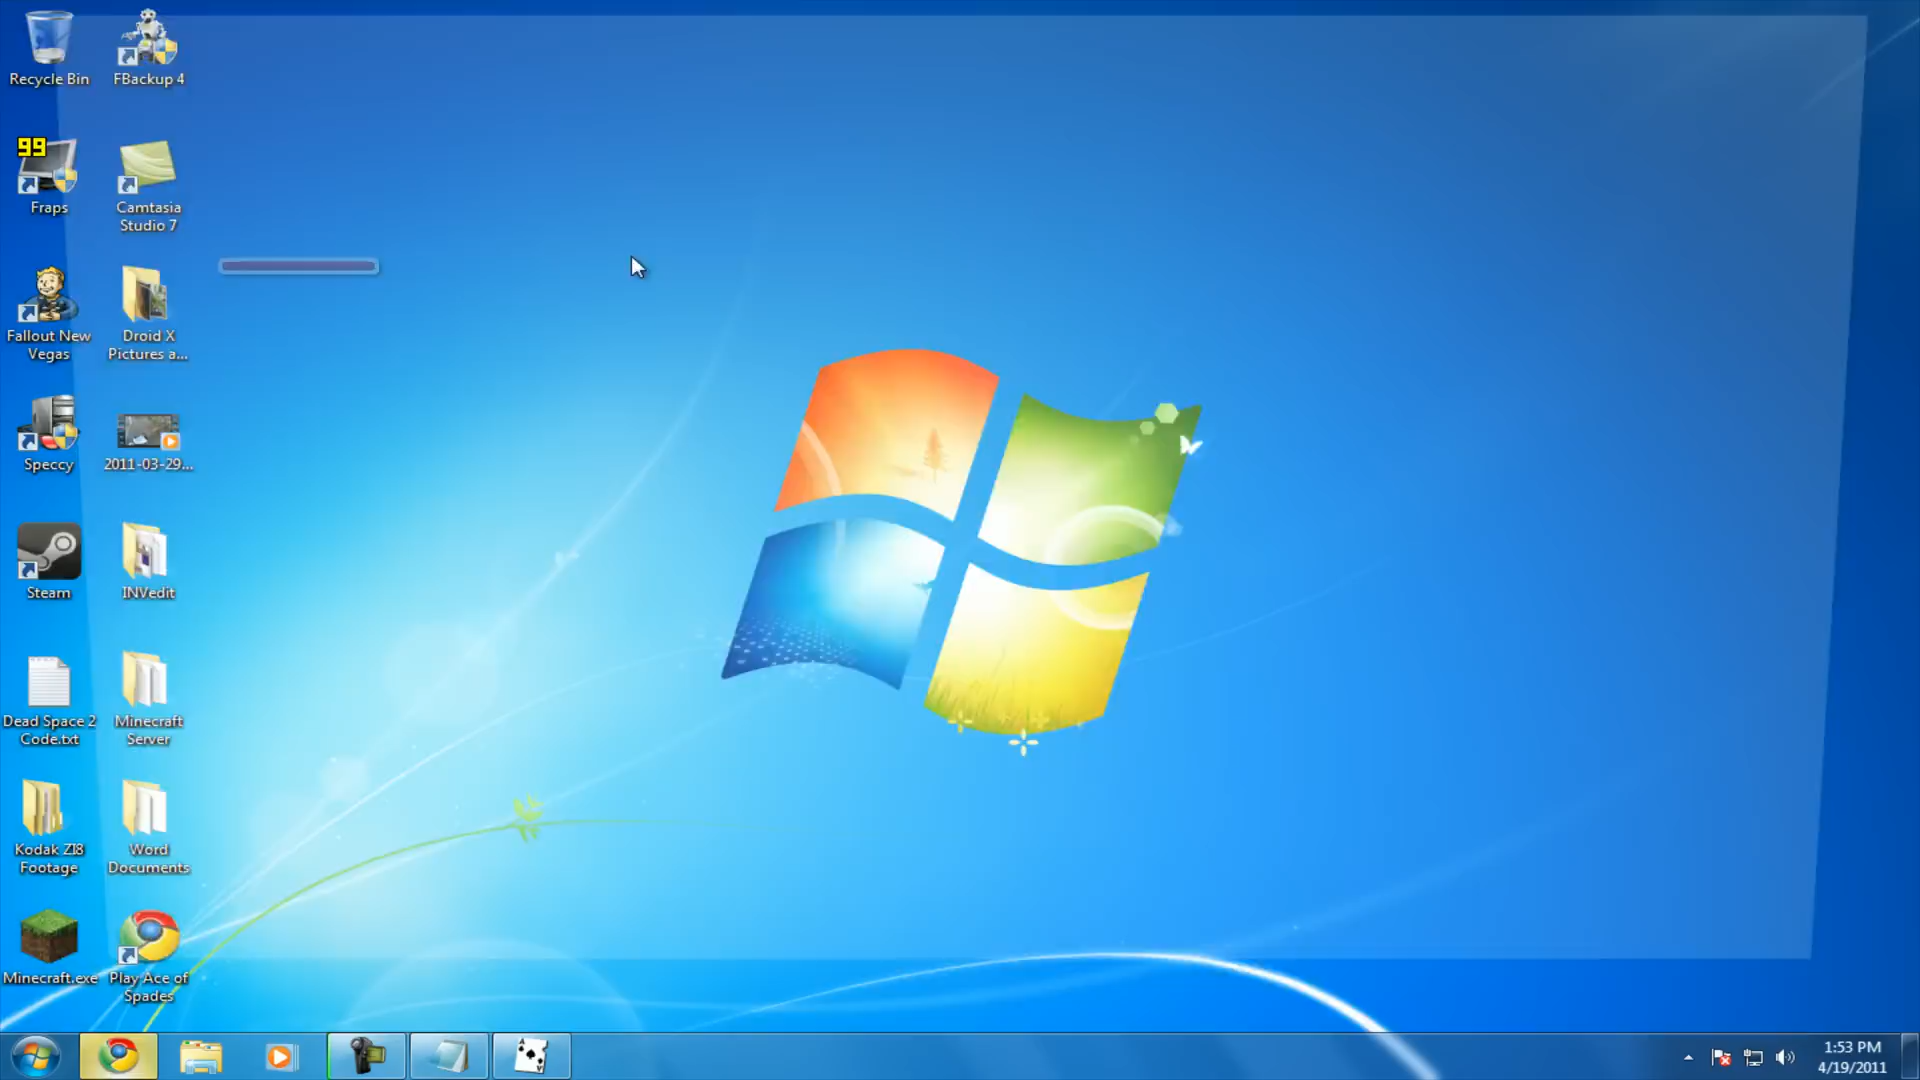 Recycle Bin
FBackup 4
99
Fraps
Camtasia
Studio 7
Fallout New
Vegas
Droid X
Pictures a...
Speccy
2011-03-29...
Steam
INVedit
Dead Space 2
Code.txt
Minecraft
Server
Kodak ZI8
Footage
Word
Documents
Minecraft.exe
Play Ace of
Spades
1:53 PM
4/19/2011